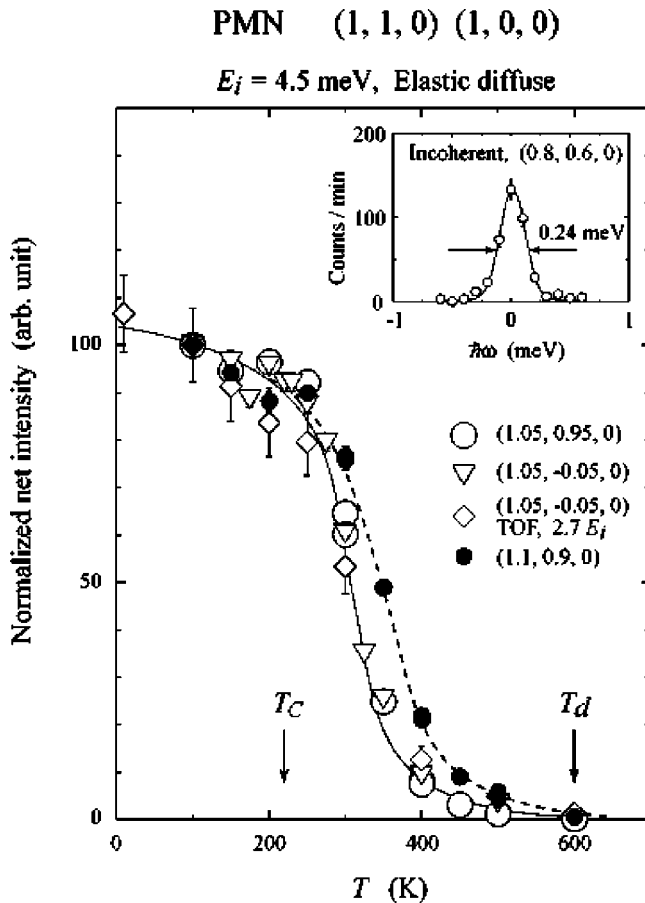 PMN (1, 1, 0) (1, 0, 0)
E_i = 4.5 meV, Elastic diffuse
Normalized net intensity (arb. unit)
100
50
0
0
200
400
600
T (K)
T_C
T_d
Incoherent, (0.8, 0.6, 0)
0.24 meV
Counts / min
200
100
0
-1
0
1
ħω (meV)
(1.05, 0.95, 0)
(1.05, -0.05, 0)
(1.05, -0.05, 0)
TOF, 2.7 E_i
(1.1, 0.9, 0)